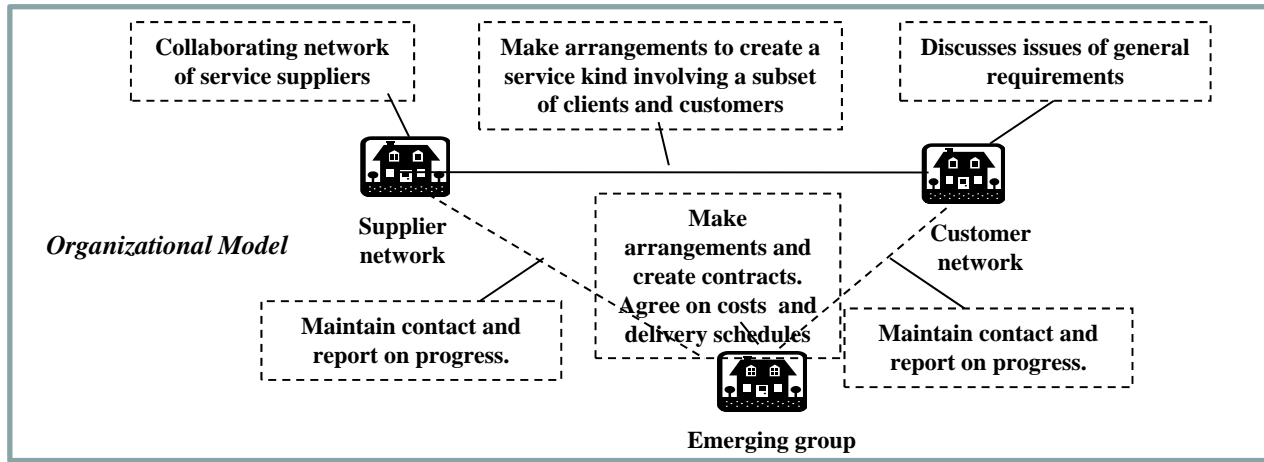 Collaborating network
of service suppliers
Make arrangements to create a
service kind involving a subset
of clients and customers
Discusses issues of general
requirements
Organizational Model
Supplier
network
Make
arrangements and
create contracts.
Agree on costs and
delivery schedules
Customer
network
Maintain contact and
report on progress.
Maintain contact and
report on progress.
Emerging group